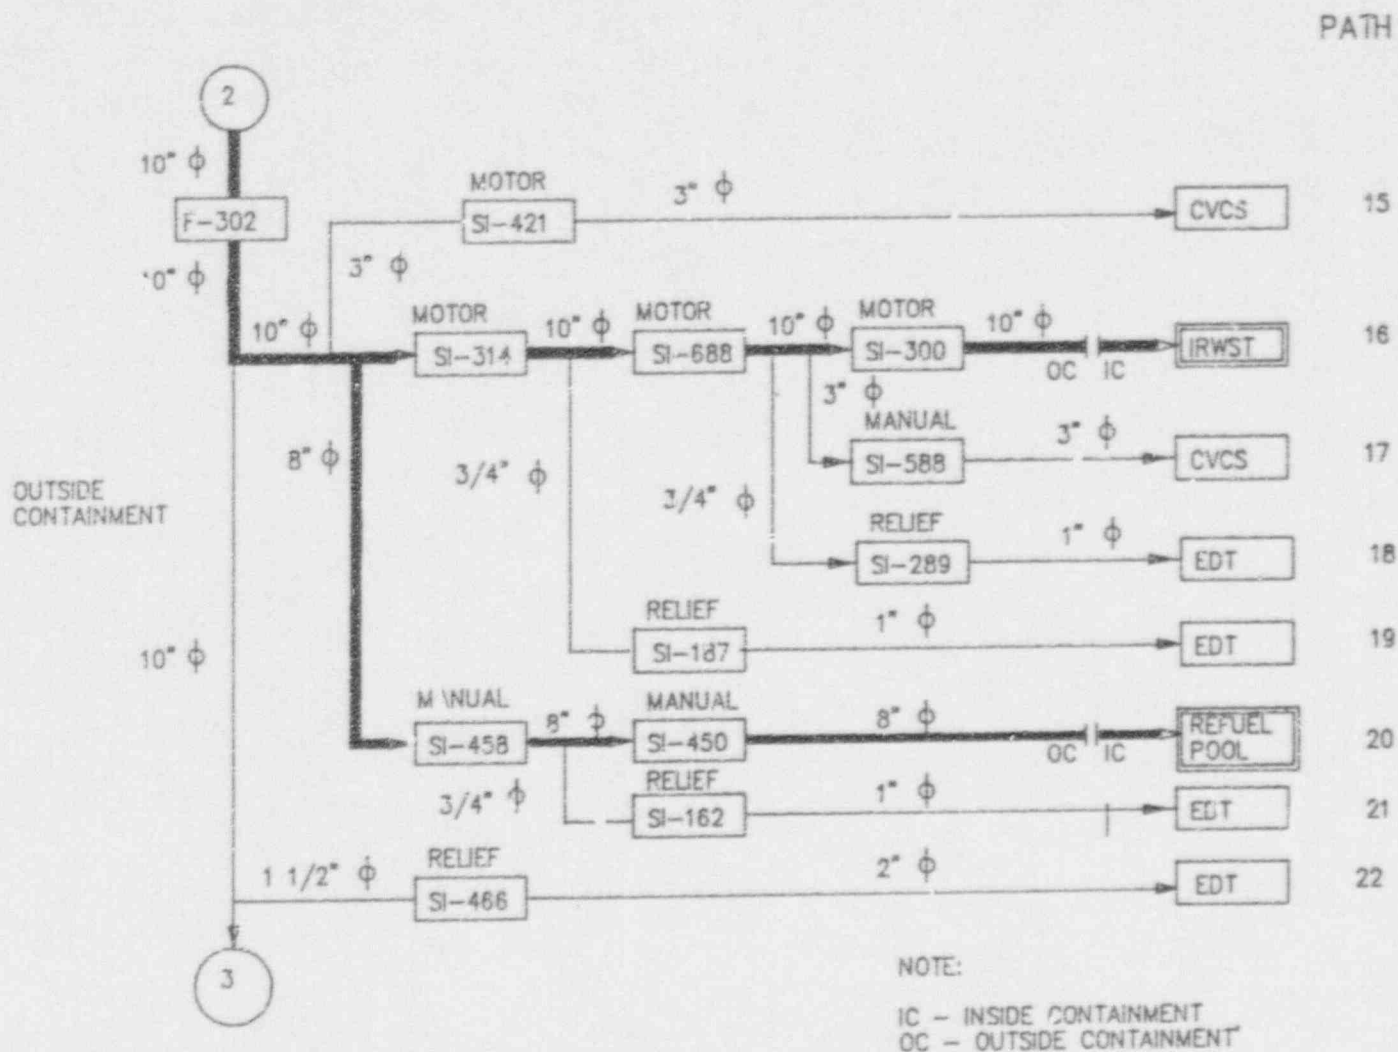 PATH
2
10" ϕ
F-302
10" ϕ
10" ϕ
MOTOR
SI-421
3" ϕ
3" ϕ
CVCS
15
MOTOR
SI-314
10" ϕ
MOTOR
SI-688
10" ϕ
MOTOR
SI-300
10" ϕ
OC IC
IRWST
16
3" ϕ
MANUAL
SI-588
3" ϕ
CVCS
17
8" ϕ
3/4" ϕ
3/4" ϕ
OUTSIDE
CONTAINMENT
RELIEF
SI-289
1" ϕ
EDT
18
RELIEF
SI-187
1" ϕ
EDT
19
10" ϕ
M NUAL
SI-458
8" ϕ
MANUAL
SI-450
8" ϕ
OC IC
REFUEL
POOL
20
3/4" ϕ
RELIEF
SI-162
1" ϕ
EDT
21
1 1/2" ϕ
RELIEF
SI-466
2" ϕ
EDT
22
3
NOTE:
IC - INSIDE CONTAINMENT
OC - OUTSIDE CONTAINMENT